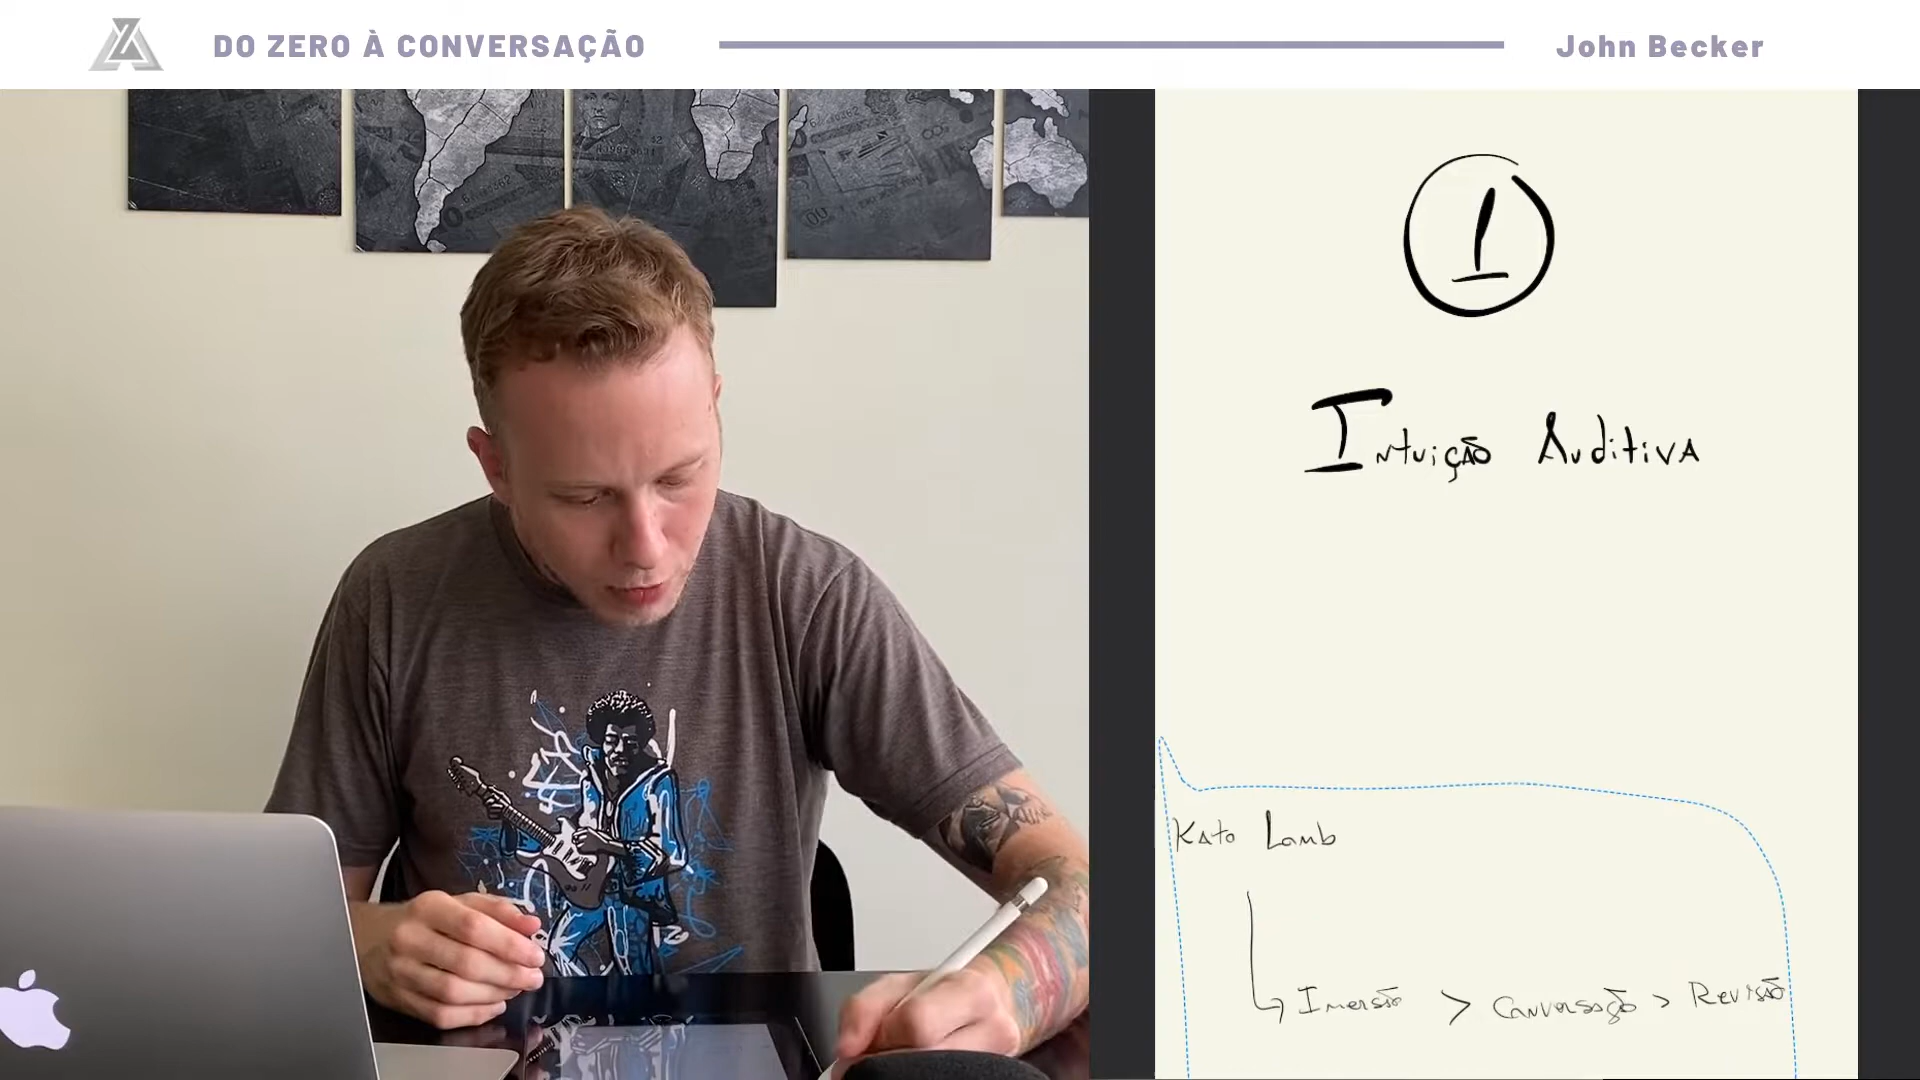 DO ZERO À CONVERSAÇÃO
John Becker
1
Intuição Auditiva
Kato Lomb
Imersão > Conversação > Revisão